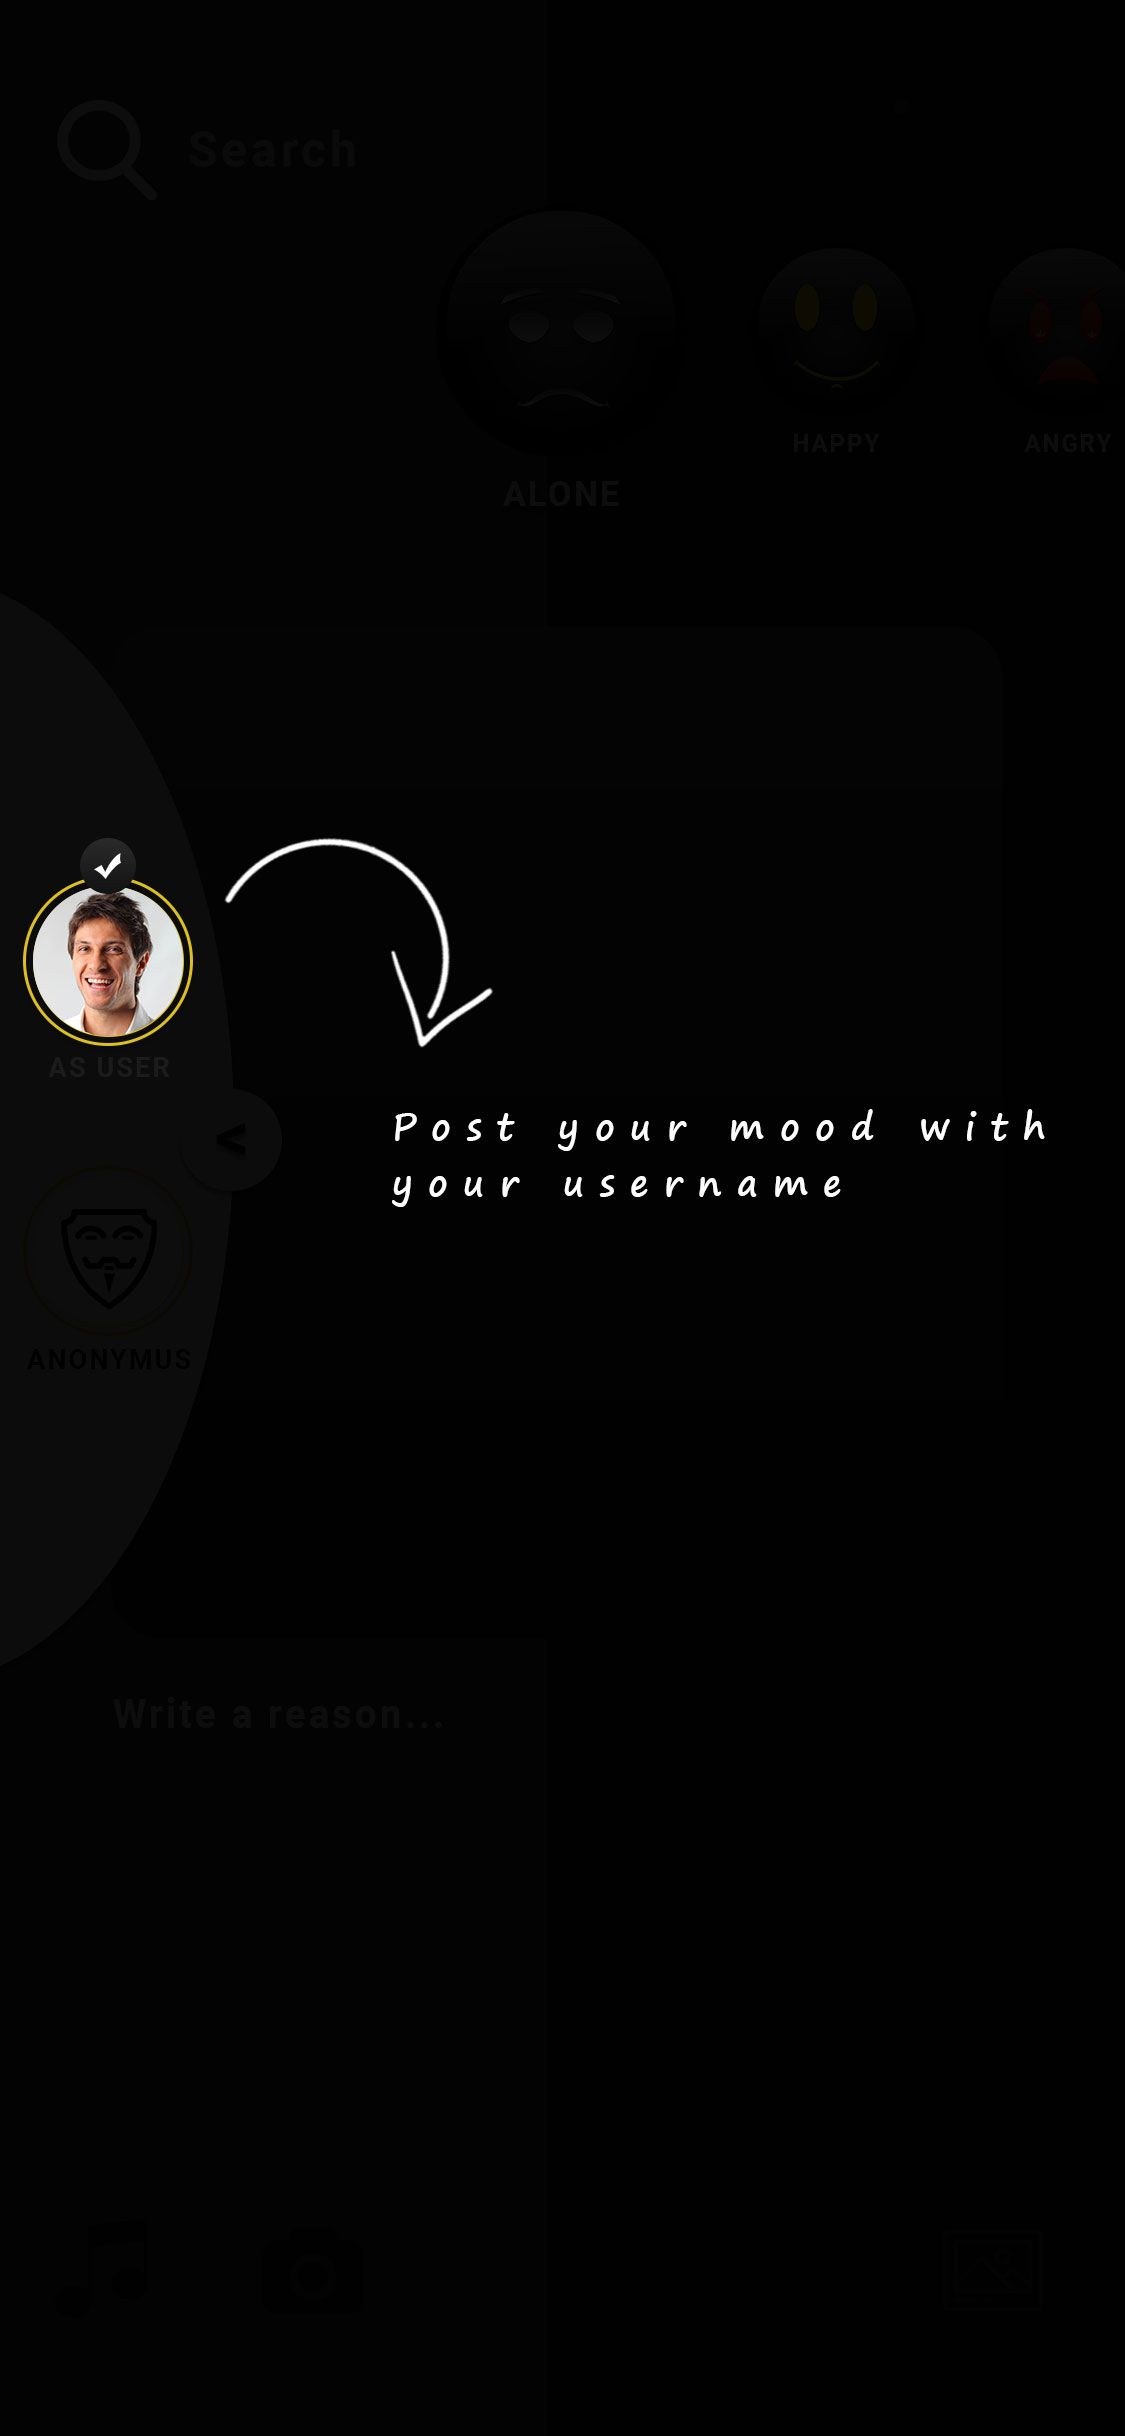 Search
ALONE
HAPPY
ANGRY
AS USER
<
Post your mood with
your username
ANONYMUS
Write a reason...